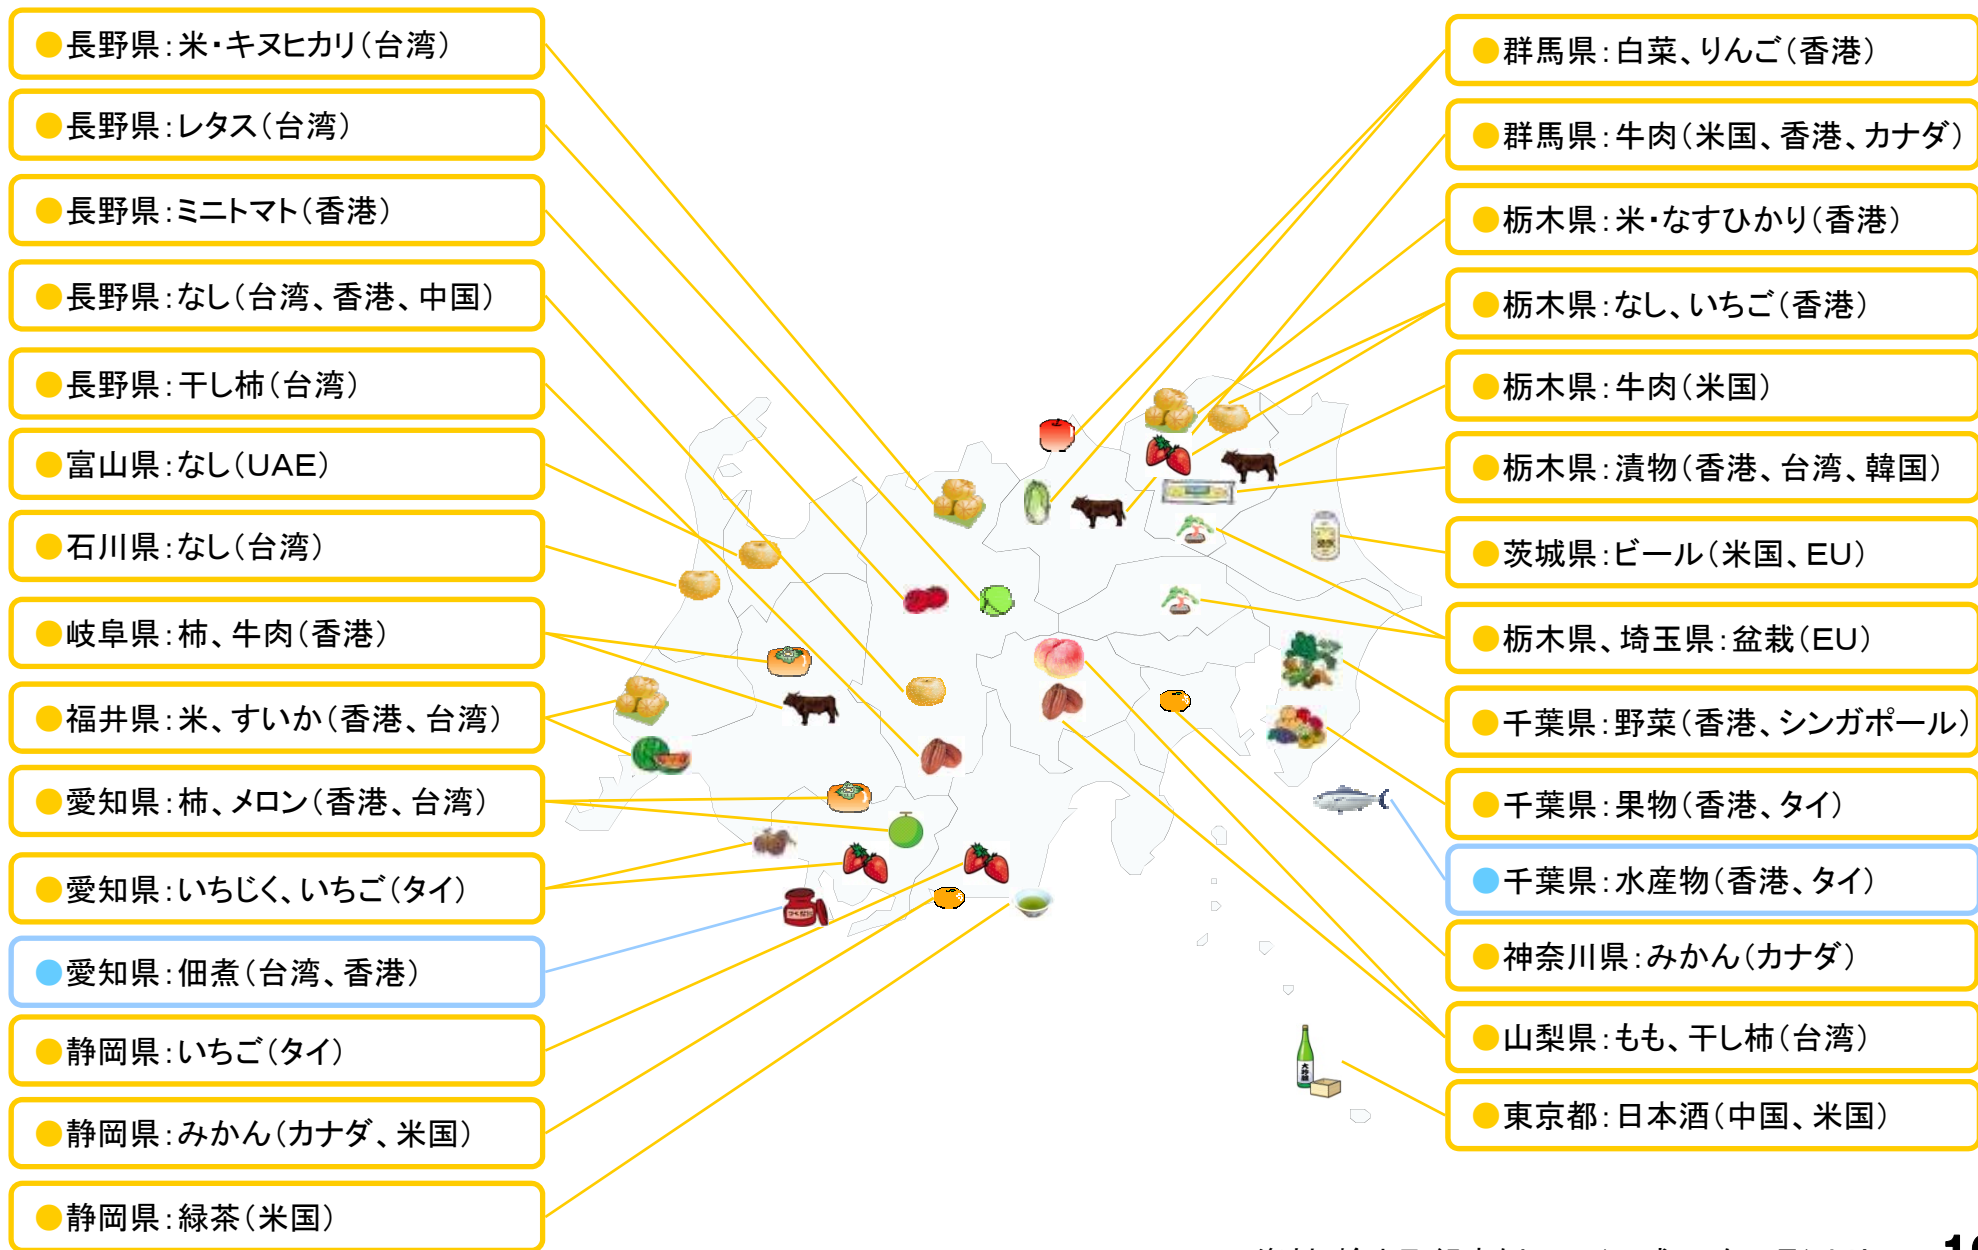 ●長野県：米・キヌヒカリ（台湾）
●長野県：レタス（台湾）
●長野県：ミニトマト（香港）
●長野県：なし（台湾、香港、中国）
●長野県：干し柿（台湾）
●富山県：なし（UAE）
●石川県：なし（台湾）
●岐阜県：柿、牛肉（香港）
●福井県：米、すいか（香港、台湾）
●愛知県：柿、メロン（香港、台湾）
●愛知県：いちじく、いちご（タイ）
●愛知県：佃煮（台湾、香港）
●静岡県：いちご（タイ）
●静岡県：みかん（カナダ、米国）
●静岡県：緑茶（米国）
●群馬県：白菜、りんご（香港）
●群馬県：牛肉（米国、香港、カナダ）
●栃木県：米・なすひかり（香港）
●栃木県：なし、いちご（香港）
●栃木県：牛肉（米国）
●栃木県：漬物（香港、台湾、韓国）
●茨城県：ビール（米国、EU）
●栃木県、埼玉県：盆栽（EU）
●千葉県：野菜（香港、シンガポール）
●千葉県：果物（香港、タイ）
●千葉県：水産物（香港、タイ）
●神奈川県：みかん（カナダ）
●山梨県：もも、干し柿（台湾）
●東京都：日本酒（中国、米国）
大吟醸